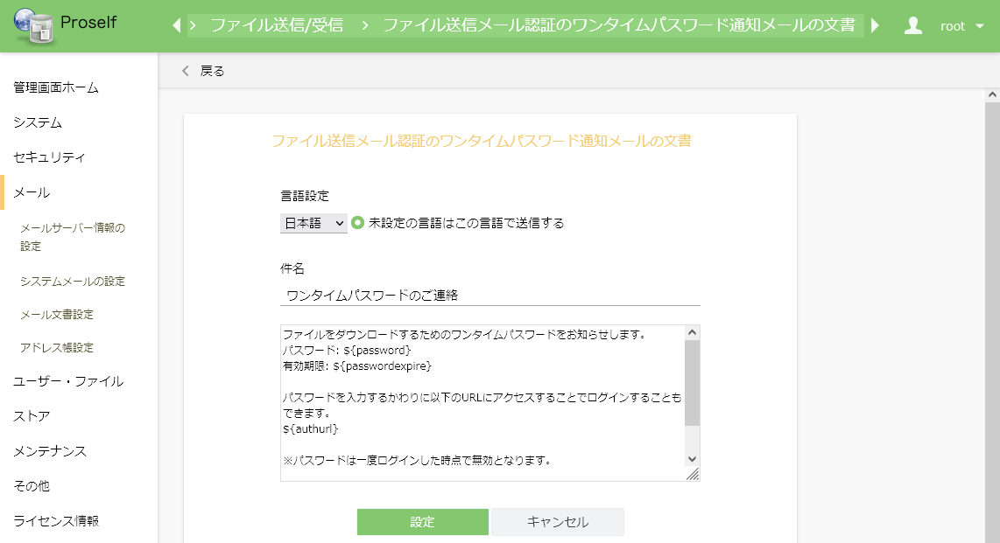 Proself
ファイル送信/受信 > ファイル送信メール認証のワンタイムパスワード通知メールの文書
root
戻る
管理画面ホーム
システム
セキュリティ
メール
メールサーバー情報の
設定
システムメールの設定
メール文書設定
アドレス帳設定
ユーザー・ファイル
ストア
メンテナンス
その他
ライセンス情報
ファイル送信メール認証のワンタイムパスワード通知メールの文書
言語設定
日本語 未設定の言語はこの言語で送信する
件名
ワンタイムパスワードのご連絡
ファイルをダウンロードするためのワンタイムパスワードをお知らせします。
パスワード: ${password}
有効期限: ${passwordexpire}
パスワードを入力するかわりに以下のURLにアクセスすることでログインすることも
できます。
${authurl}
※パスワードは一度ログインした時点で無効となります。
設定 キャンセル